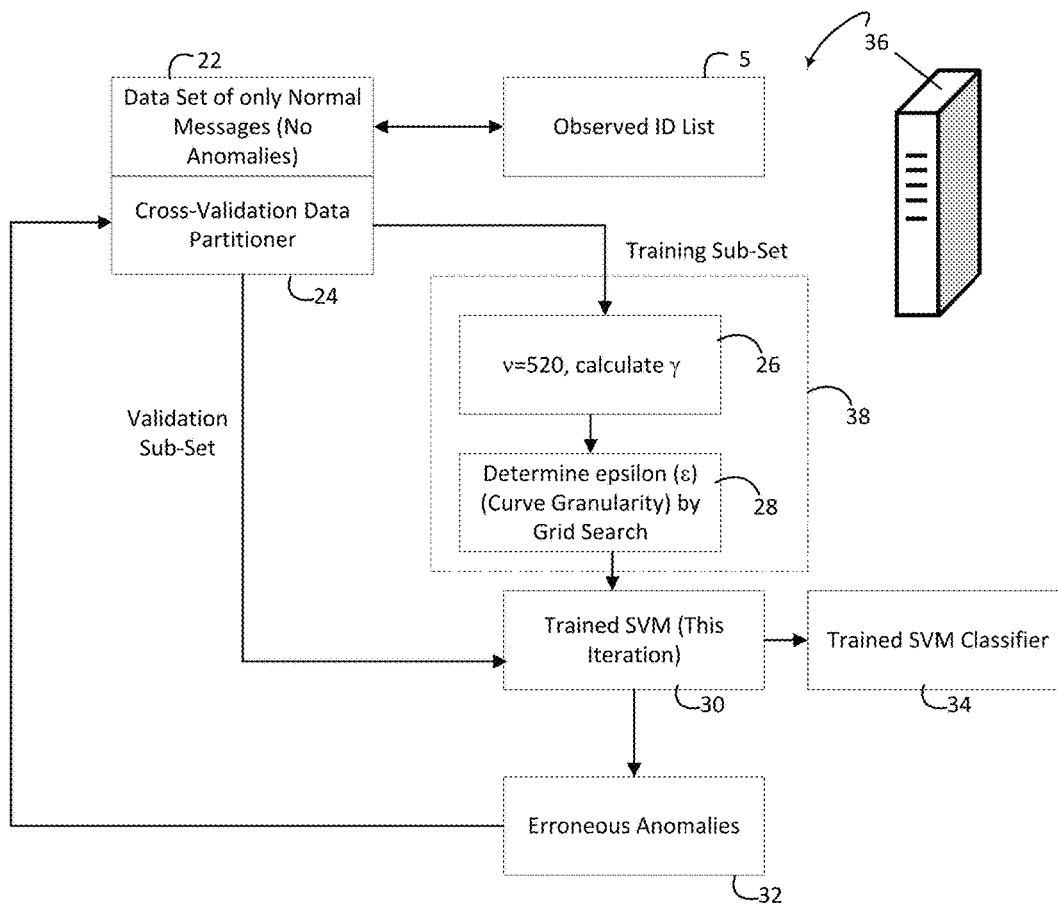 22
5
36
Data Set of only Normal
Messages (No
Anomalies)
Observed ID List
Cross-Validation Data
Partitioner
24
Training Sub-Set
ν=520, calculate γ
26
38
Validation
Sub-Set
Determine epsilon (ε)
(Curve Granularity) by
Grid Search
28
Trained SVM (This
Iteration)
30
Trained SVM Classifier
34
Erroneous Anomalies
32